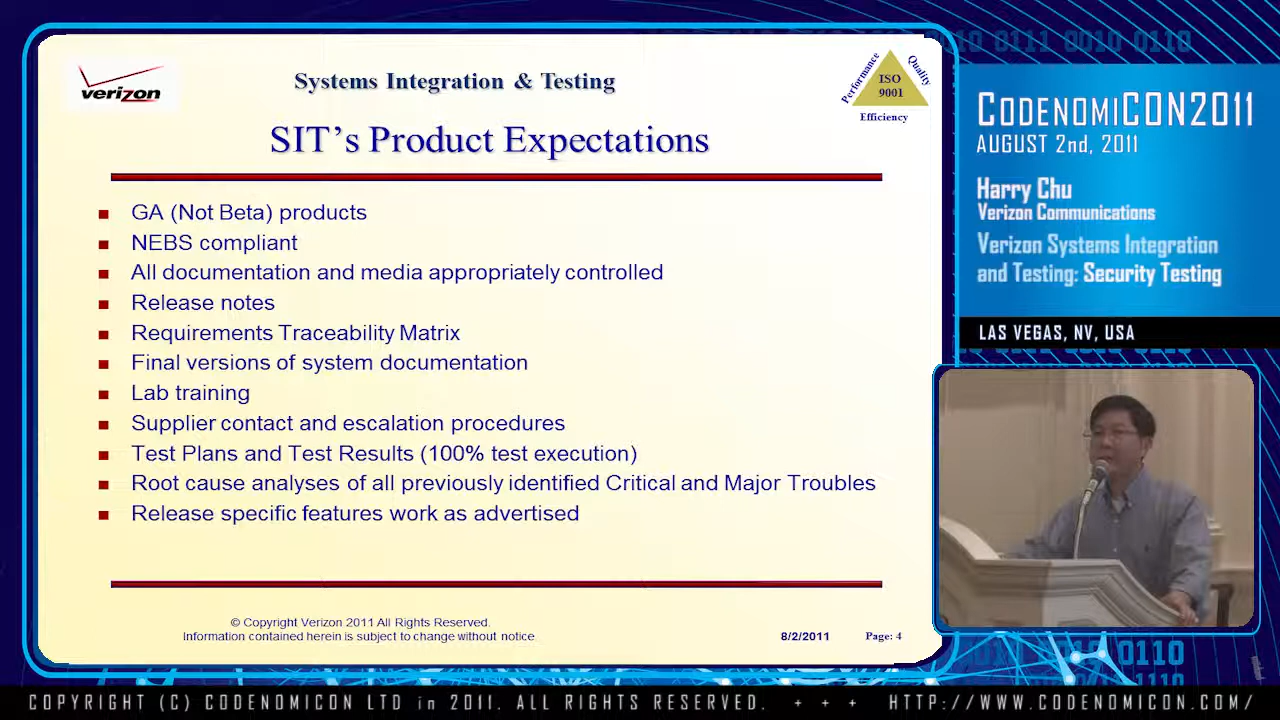 verizon
Systems Integration & Testing
Performance
Quality
ISO
9001
Efficiency
SIT's Product Expectations
GA (Not Beta) products
NEBS compliant
All documentation and media appropriately controlled
Release notes
Requirements Traceability Matrix
Final versions of system documentation
Lab training
Supplier contact and escalation procedures
Test Plans and Test Results (100% test execution)
Root cause analyses of all previously identified Critical and Major Troubles
Release specific features work as advertised
© Copyright Verizon 2011 All Rights Reserved.
Information contained herein is subject to change without notice
8/2/2011
Page: 4
CODENOMICON2011
AUGUST 2nd, 2011
Harry Chu
Verizon Communications
Verizon Systems Integration
and Testing: Security Testing
LAS VEGAS, NV, USA
COPYRIGHT (C) CODENOMICON LTD in 2011. ALL RIGHTS RESERVED. + + + HTTP://WWW.CODENOMICON.COM/